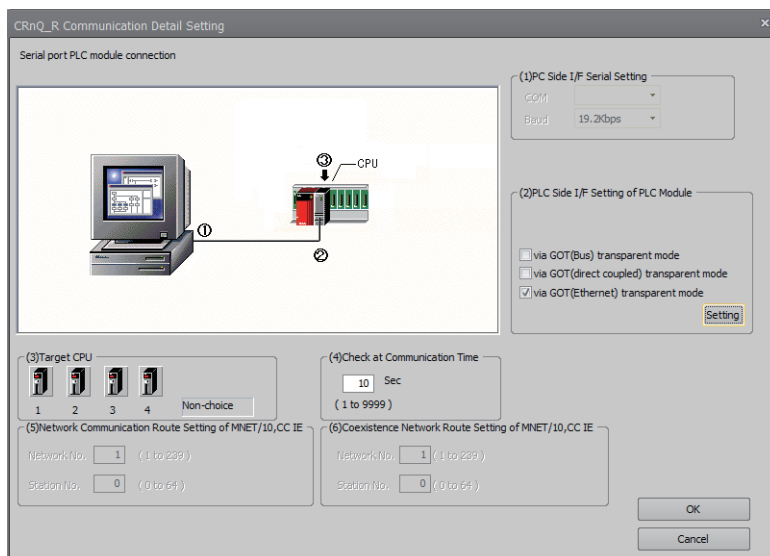 CRnQ_R Communication Detail Setting
x
Serial port PLC module connection
(1)PC Side I/F Serial Setting
COM
Baud 19.2Kbps
③ CPU
①
②
(2)PLC Side I/F Setting of PLC Module
via GOT(Bus) transparent mode
via GOT(direct coupled) transparent mode
via GOT(Ethernet) transparent mode
Setting
(3)Target CPU
1 2 3 4 Non-choice
(4)Check at Communication Time
10 Sec
( 1 to 9999 )
(5)Network Communication Route Setting of MNET/10,CC IE
Network No. 1 ( 1 to 239 )
Station No. 0 ( 0 to 64 )
(6)Coexistence Network Route Setting of MNET/10,CC IE
Network No. 1 ( 1 to 239 )
Station No. 0 ( 0 to 64 )
OK
Cancel